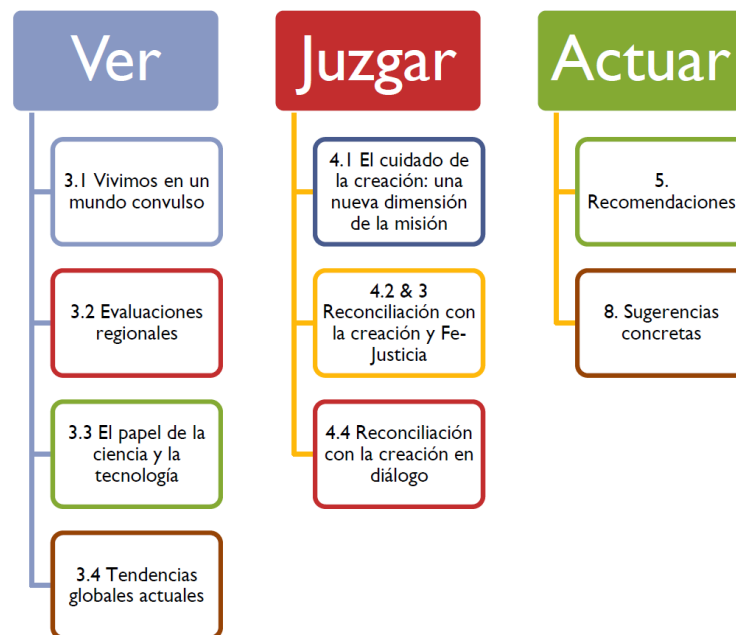 Ver
3.1 Vivimos en un
mundo convulso
3.2 Evaluaciones
regionales
3.3 El papel de la
ciencia y la
tecnología
3.4 Tendencias
globales actuales
Juzgar
4.1 El cuidado de
la creación: una
nueva dimensión
de la misión
4.2 & 3
Reconciliación con
la creación y Fe-
Justicia
4.4 Reconciliación
con la creación en
diálogo
Actuar
5.
Recomendaciones
8. Sugerencias
concretas